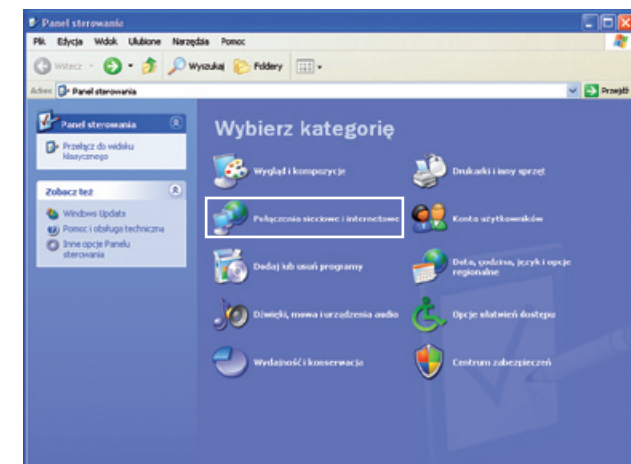 Panel sterowania
Plik Edycja Widok Ulubione Narzędzia Pomoc
Wstecz Wyszukaj Foldery
Adres Panel sterowania Przejdź
Panel sterowania
Przełącz do widoku
klasycznego
Zobacz też
Windows Update
Pomoc i obsługa techniczna
Inne opcje Panelu
sterowania
Wybierz kategorię
Wygląd i kompozycje
Drukarki i inny sprzęt
Połączenia sieciowe i internetowe
Konta użytkowników
Dodaj lub usuń programy
Data, godzina, język i opcje
regionalne
Dźwięki, mowa i urządzenia audio
Opcje ułatwień dostępu
Wydajność i konserwacja
Centrum zabezpieczeń